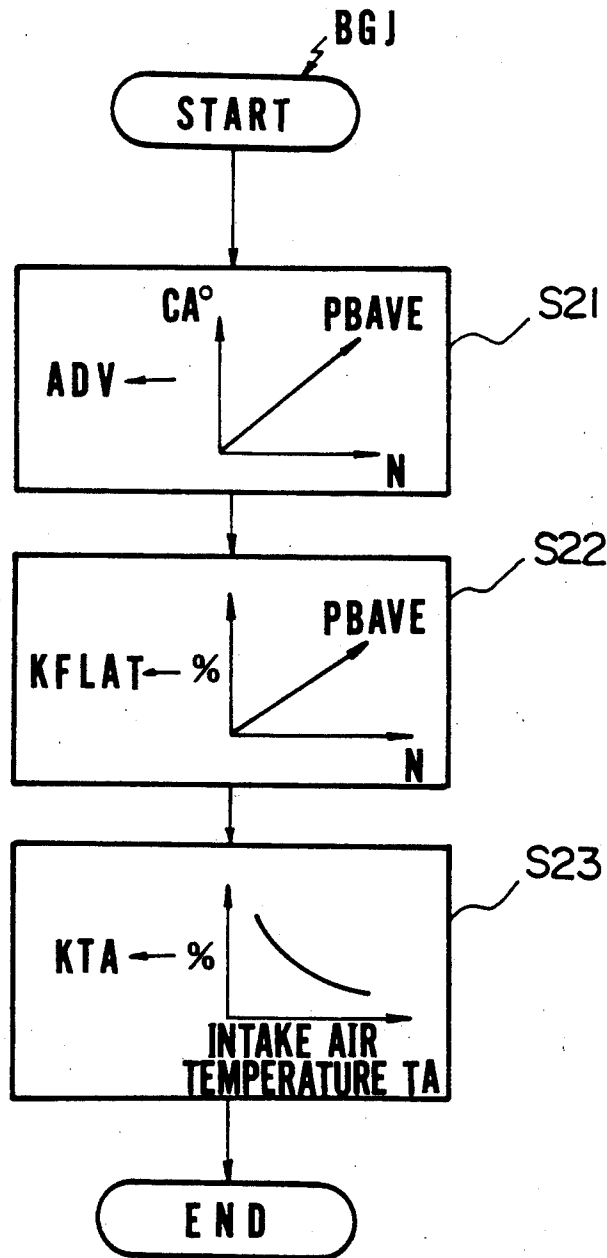 BGJ
START
S21
CA°
PBAVE
ADV
N
S22
PBAVE
KFLAT %
N
S23
KTA %
INTAKE AIR
TEMPERATURE TA
END